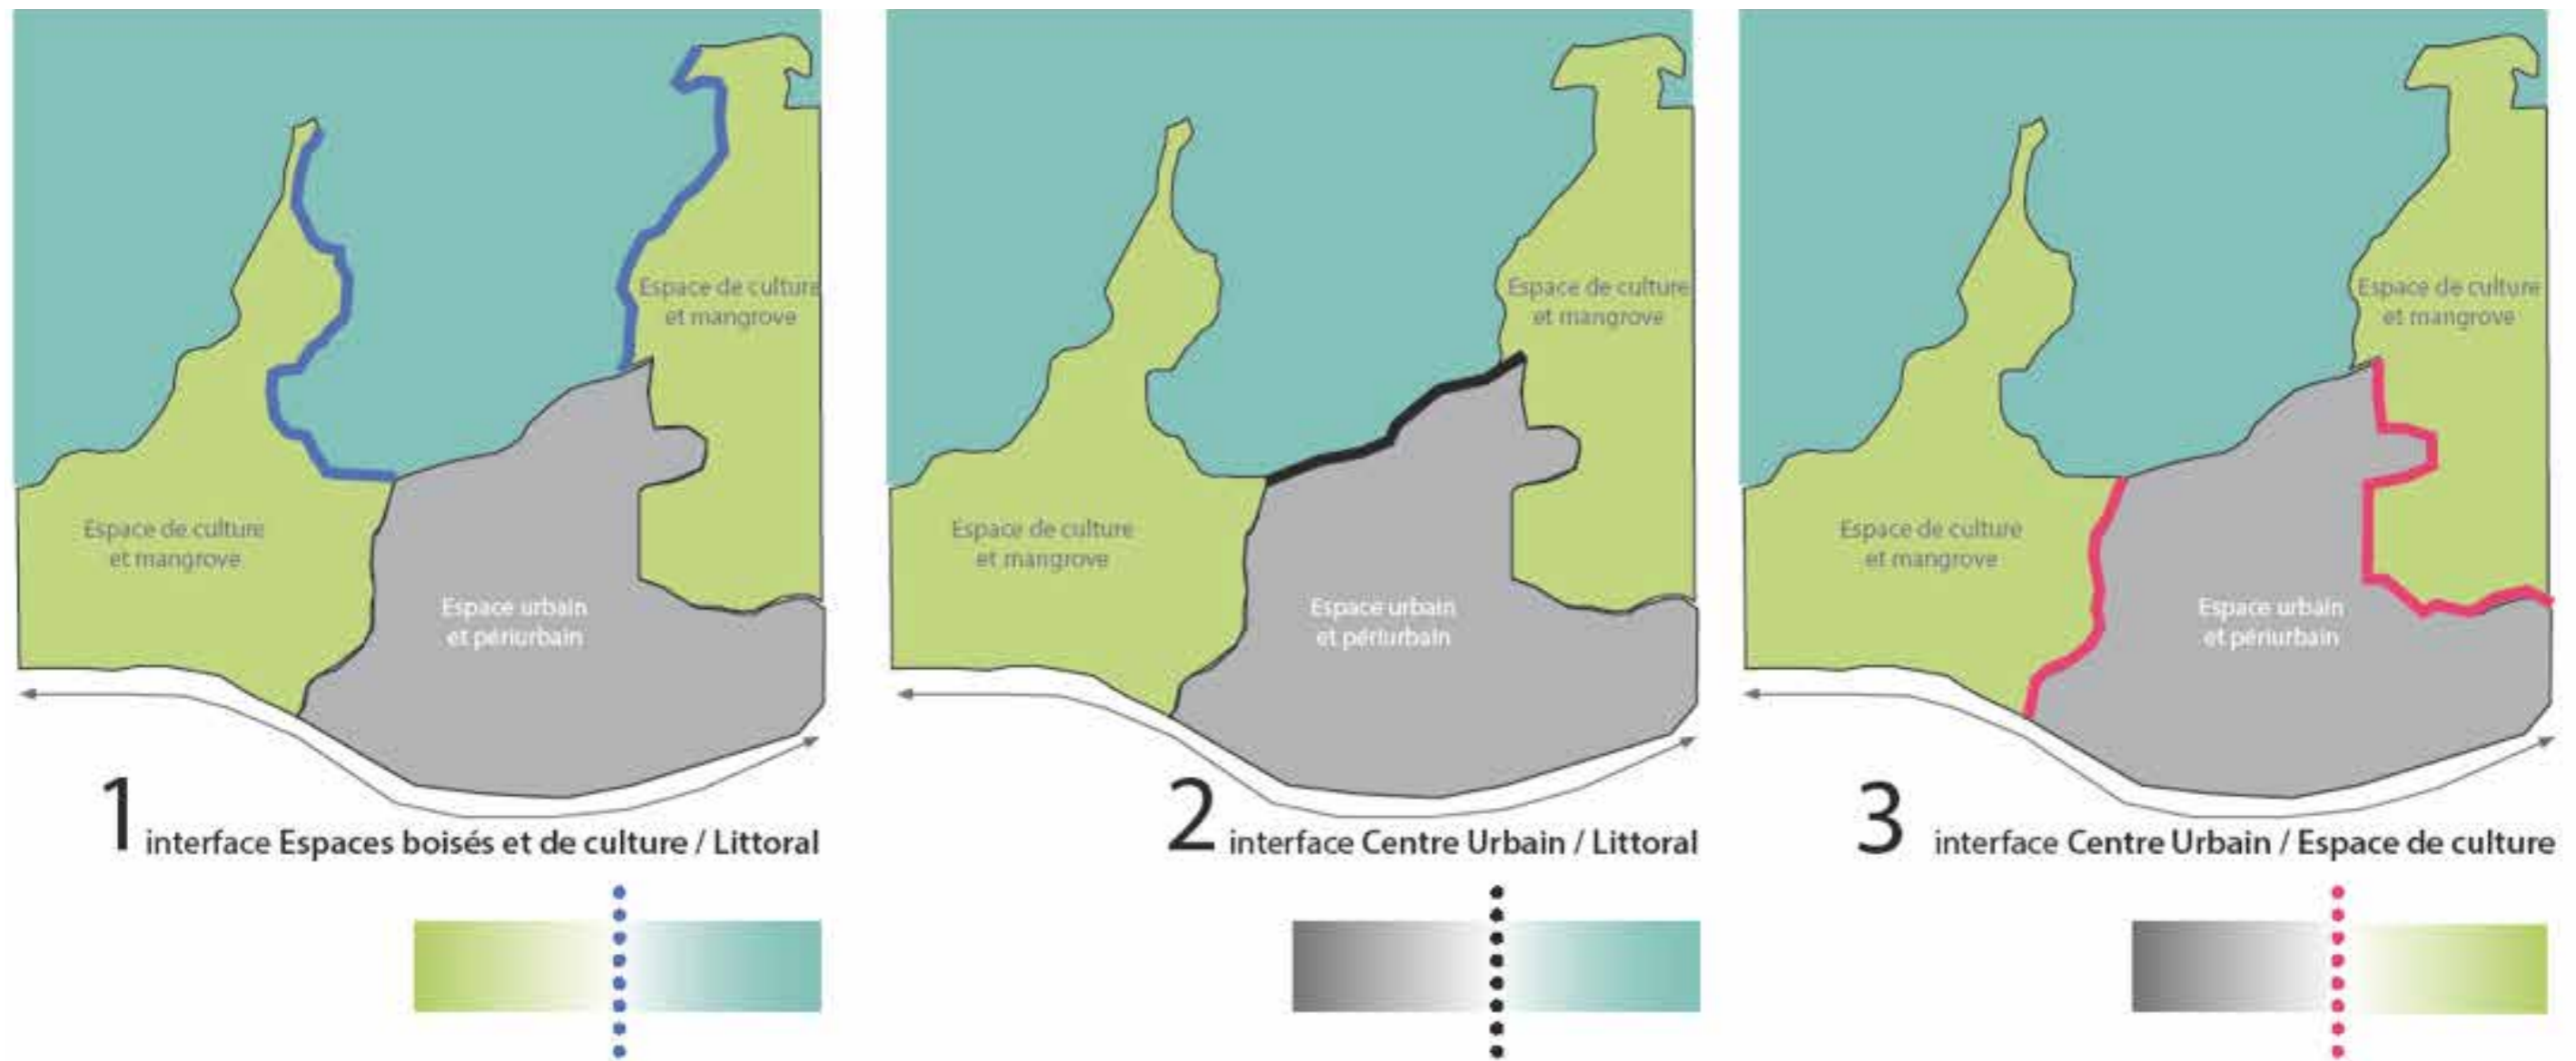 Espace de culture
et mangrove
Espace de culture
et mangrove
Espace urbain
et périurbain
1 interface Espaces boisés et de culture / Littoral
Espace de culture
et mangrove
Espace de culture
et mangrove
Espace urbain
et périurbain
2 interface Centre Urbain / Littoral
Espace de culture
et mangrove
Espace de culture
et mangrove
Espace urbain
et périurbain
3 interface Centre Urbain / Espace de culture